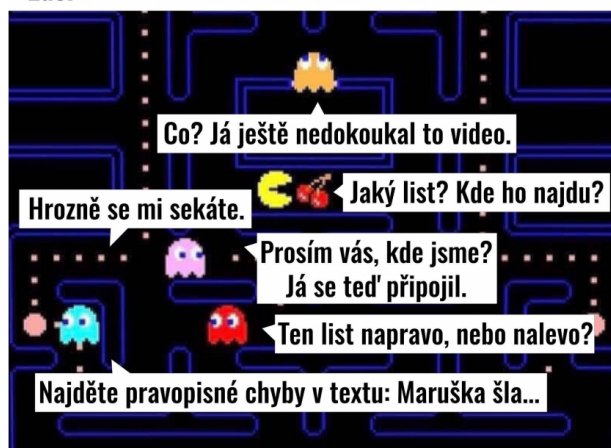 Co? Já ještě nedokoukal to video.
Jaký list? Kde ho najdu?
Hrozně se mi sekáte.
Prosím vás, kde jsme?
Já se teď připojil.
Ten list napravo, nebo nalevo?
Najděte pravopisné chyby v textu: Maruška šla...